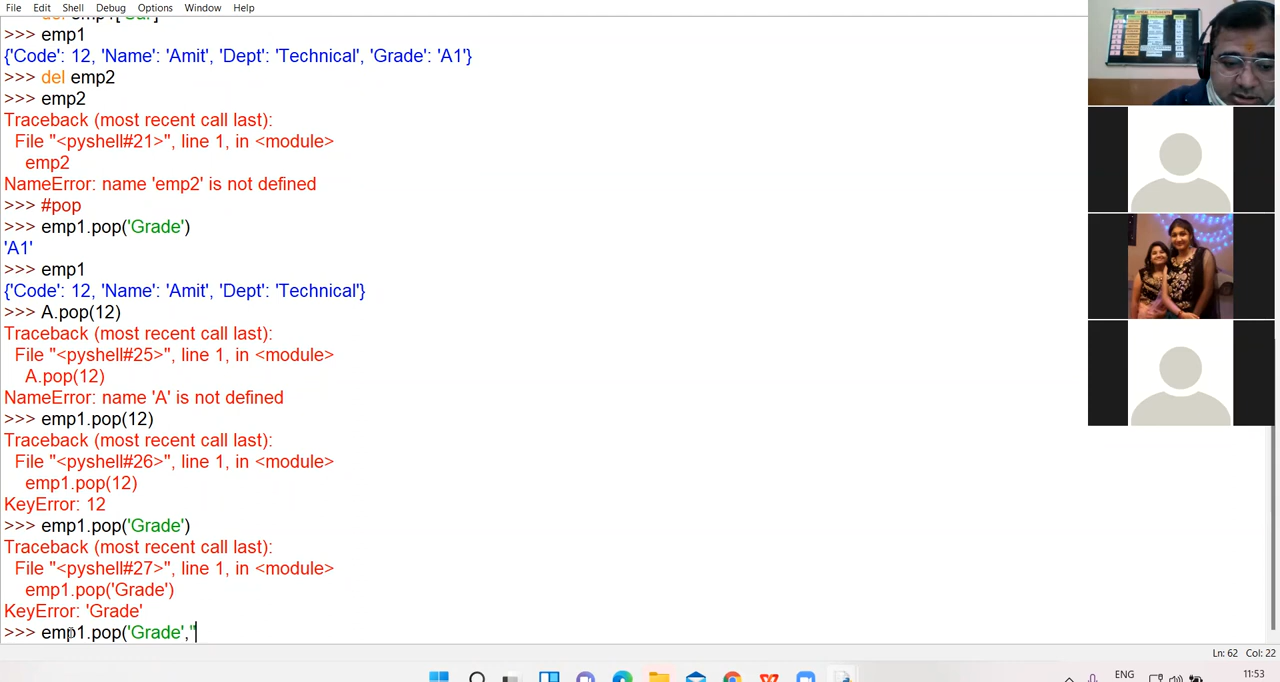 File Edit Shell Debug Options Window Help
>>> emp1
{'Code': 12, 'Name': 'Amit', 'Dept': 'Technical', 'Grade': 'A1'}
>>> del emp2
>>> emp2
Traceback (most recent call last):
File "<pyshell#21>", line 1, in <module>
emp2
NameError: name 'emp2' is not defined
>>> #pop
>>> emp1.pop('Grade')
'A1'
>>> emp1
{'Code': 12, 'Name': 'Amit', 'Dept': 'Technical'}
>>> A.pop(12)
Traceback (most recent call last):
File "<pyshell#25>", line 1, in <module>
A.pop(12)
NameError: name 'A' is not defined
>>> emp1.pop(12)
Traceback (most recent call last):
File "<pyshell#26>", line 1, in <module>
emp1.pop(12)
KeyError: 12
>>> emp1.pop('Grade')
Traceback (most recent call last):
File "<pyshell#27>", line 1, in <module>
emp1.pop('Grade')
KeyError: 'Grade'
>>> emp1.pop('Grade',''
Ln: 62 Col: 22
ENG
11:53